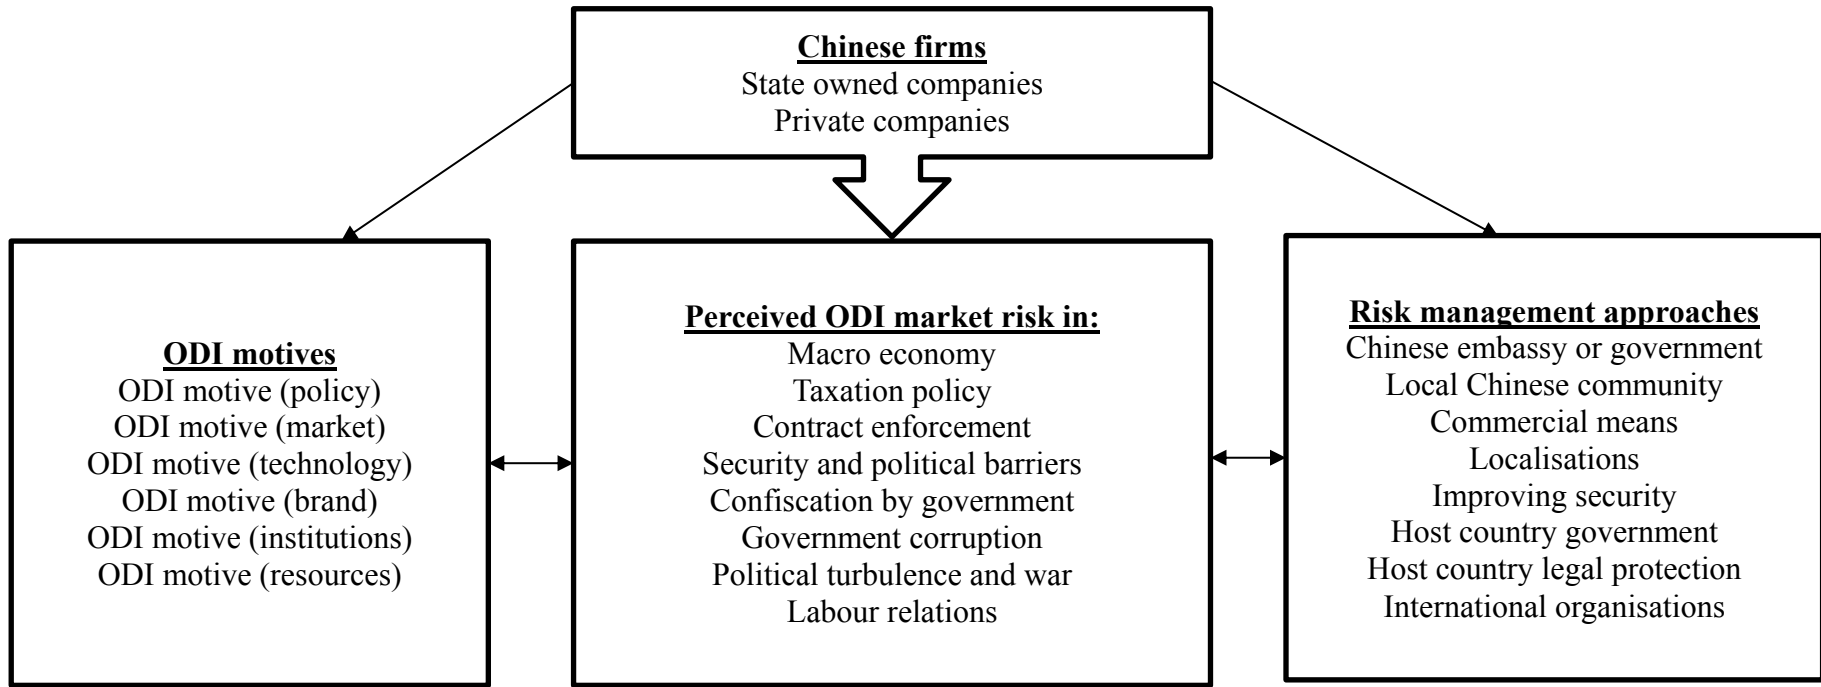 Chinese firms
State owned companies
Private companies
ODI motives
ODI motive (policy)
ODI motive (market)
ODI motive (technology)
ODI motive (brand)
ODI motive (institutions)
ODI motive (resources)
Perceived ODI market risk in:
Macro economy
Taxation policy
Contract enforcement
Security and political barriers
Confiscation by government
Government corruption
Political turbulence and war
Labour relations
Risk management approaches
Chinese embassy or government
Local Chinese community
Commercial means
Localisations
Improving security
Host country government
Host country legal protection
International organisations